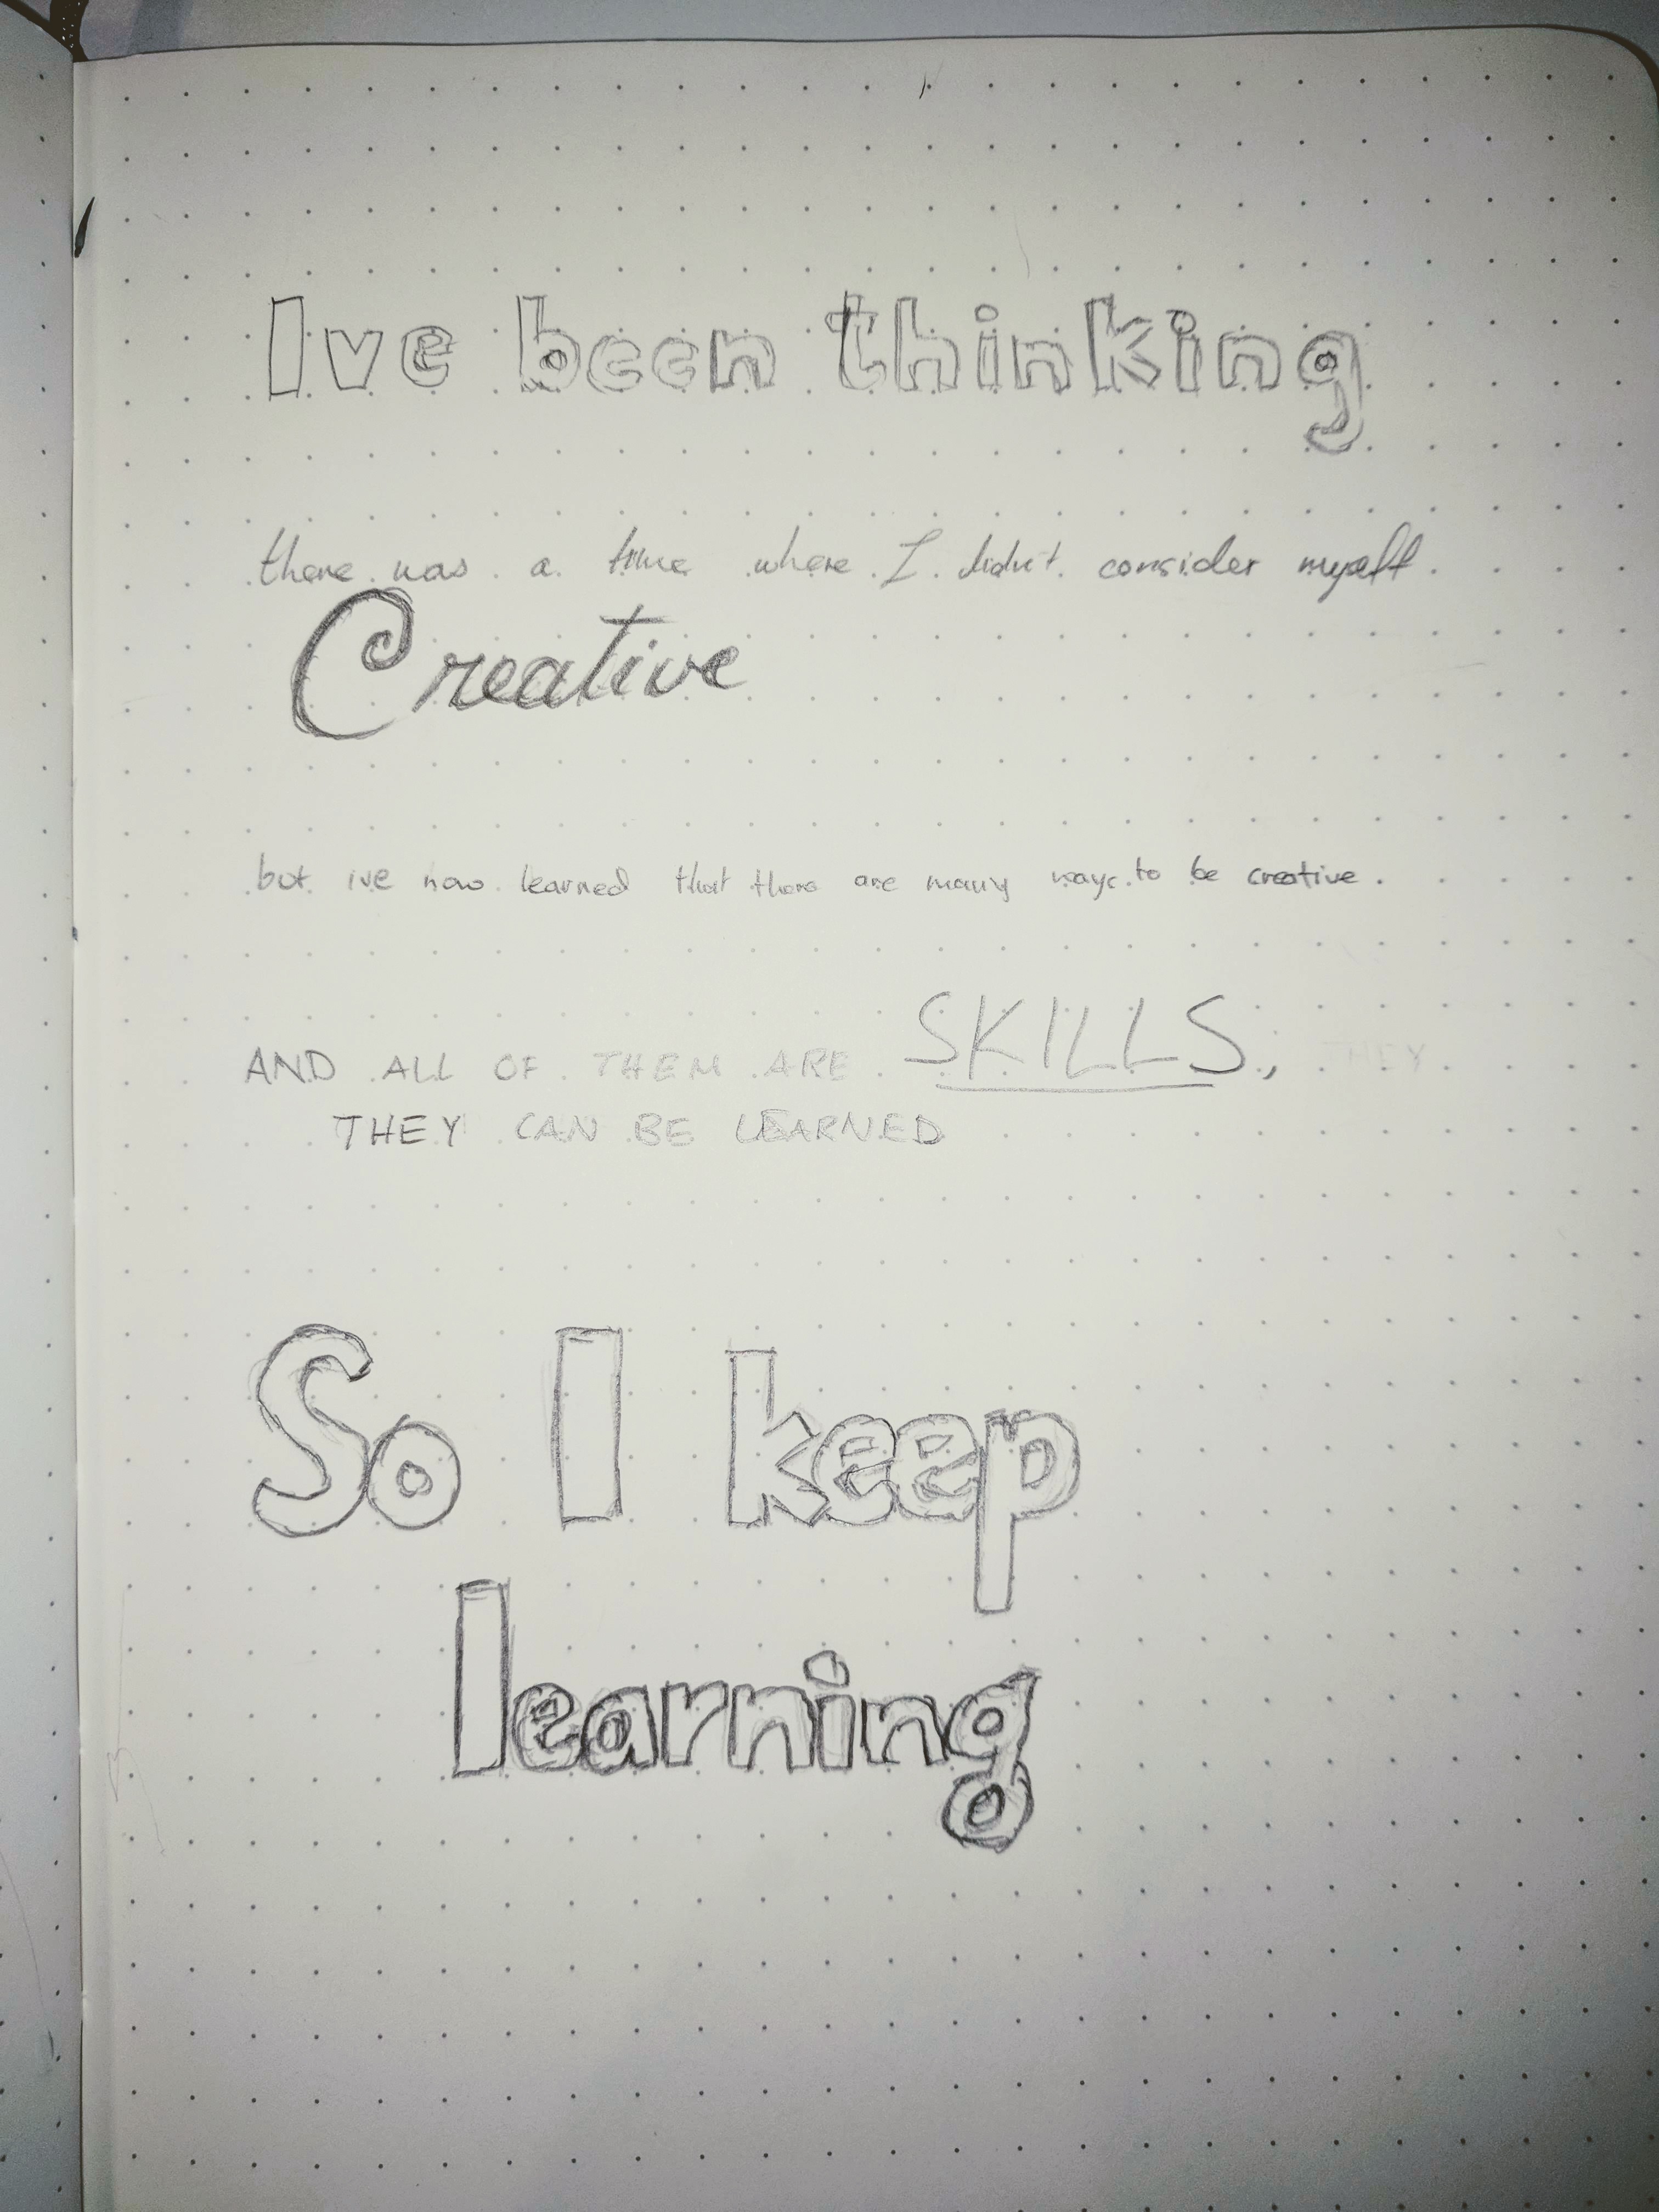 Ive been thinking
there was a time where I didn't consider myself
Creative
but ive now learned that there are many ways to be creative.
AND ALL OF THEM ARE SKILLS, THEY
THEY CAN BE LEARNED
So I keep
learning